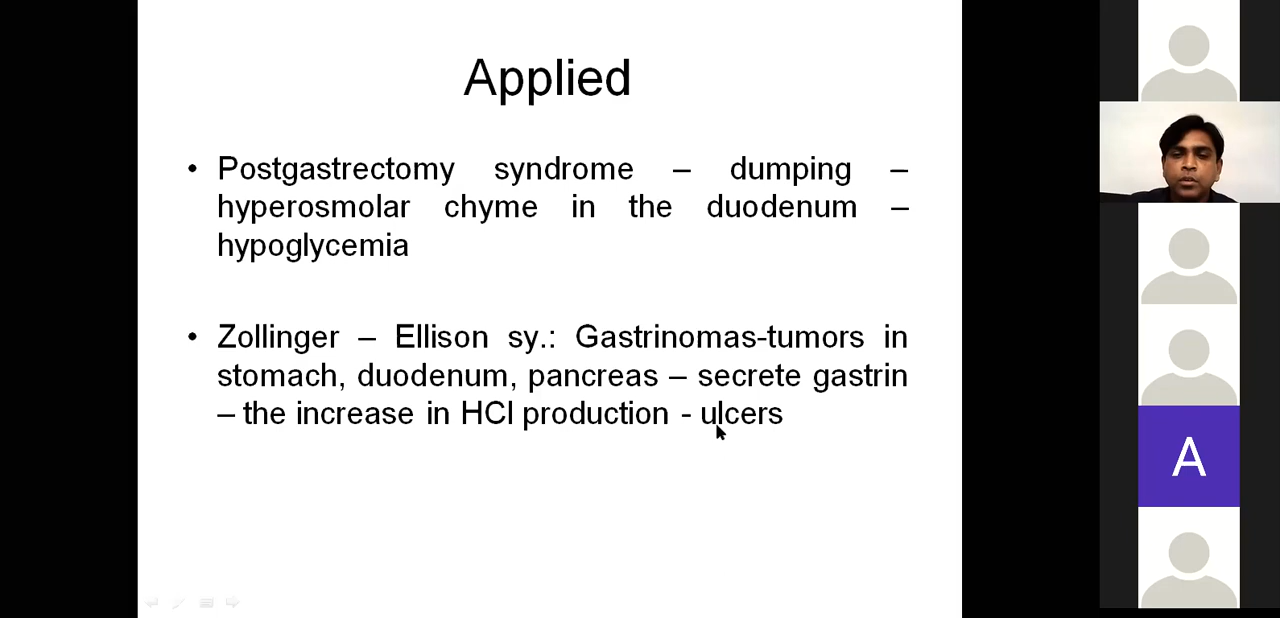 Applied
• Postgastrectomy syndrome – dumping –
hyperosmolar chyme in the duodenum –
hypoglycemia
• Zollinger – Ellison sy.: Gastrinomas-tumors in
stomach, duodenum, pancreas – secrete gastrin
– the increase in HCl production - ulcers
A